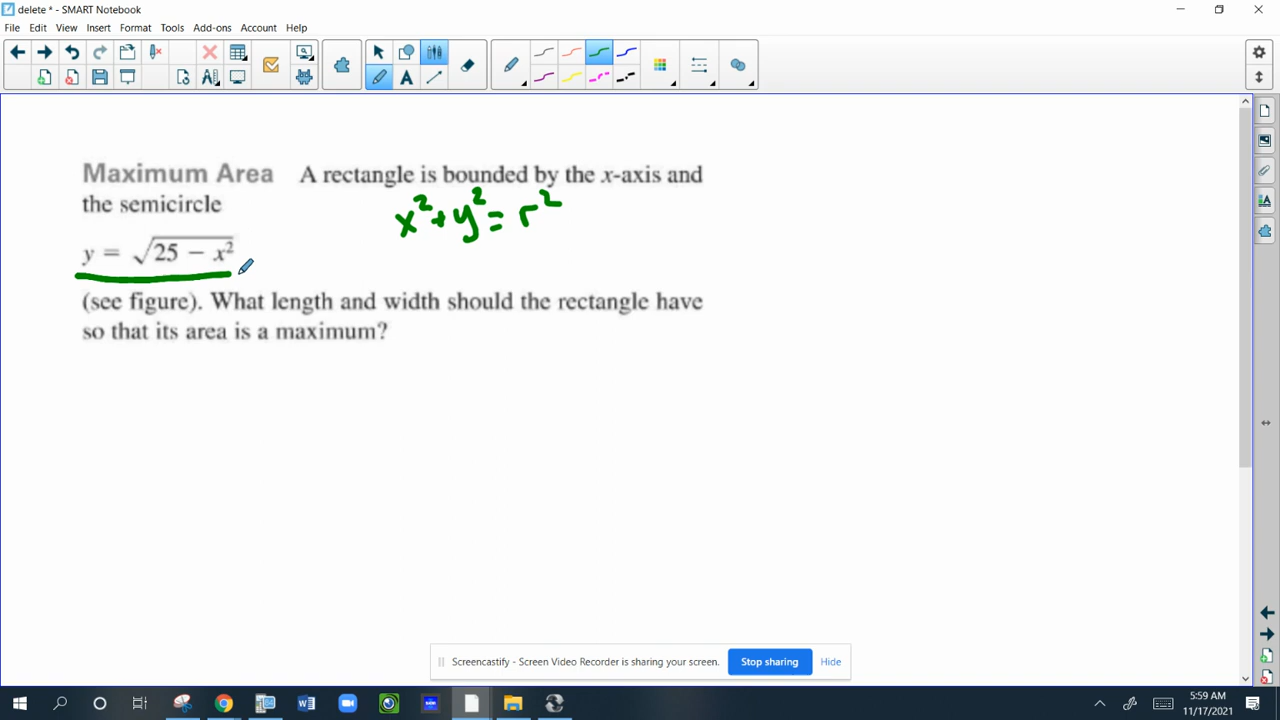 delete * - SMART Notebook
File Edit View Insert Format Tools Add-ons Account Help
Maximum Area A rectangle is bounded by the x-axis and
the semicircle
x²+y²=r²
y = √25 − x²
(see figure). What length and width should the rectangle have
so that its area is a maximum?
Screencastify - Screen Video Recorder is sharing your screen. Stop sharing Hide
5:59 AM
11/17/2021